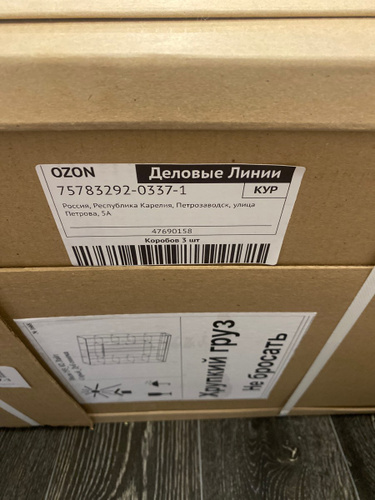 OZON
Деловые Линии
75783292-0337-1
КУР
Россия, Республика Карелия, Петрозаводск, улица
Петрова, 5А
47690158
Коробов 3 шт
Хрупкий груз
Не бросать